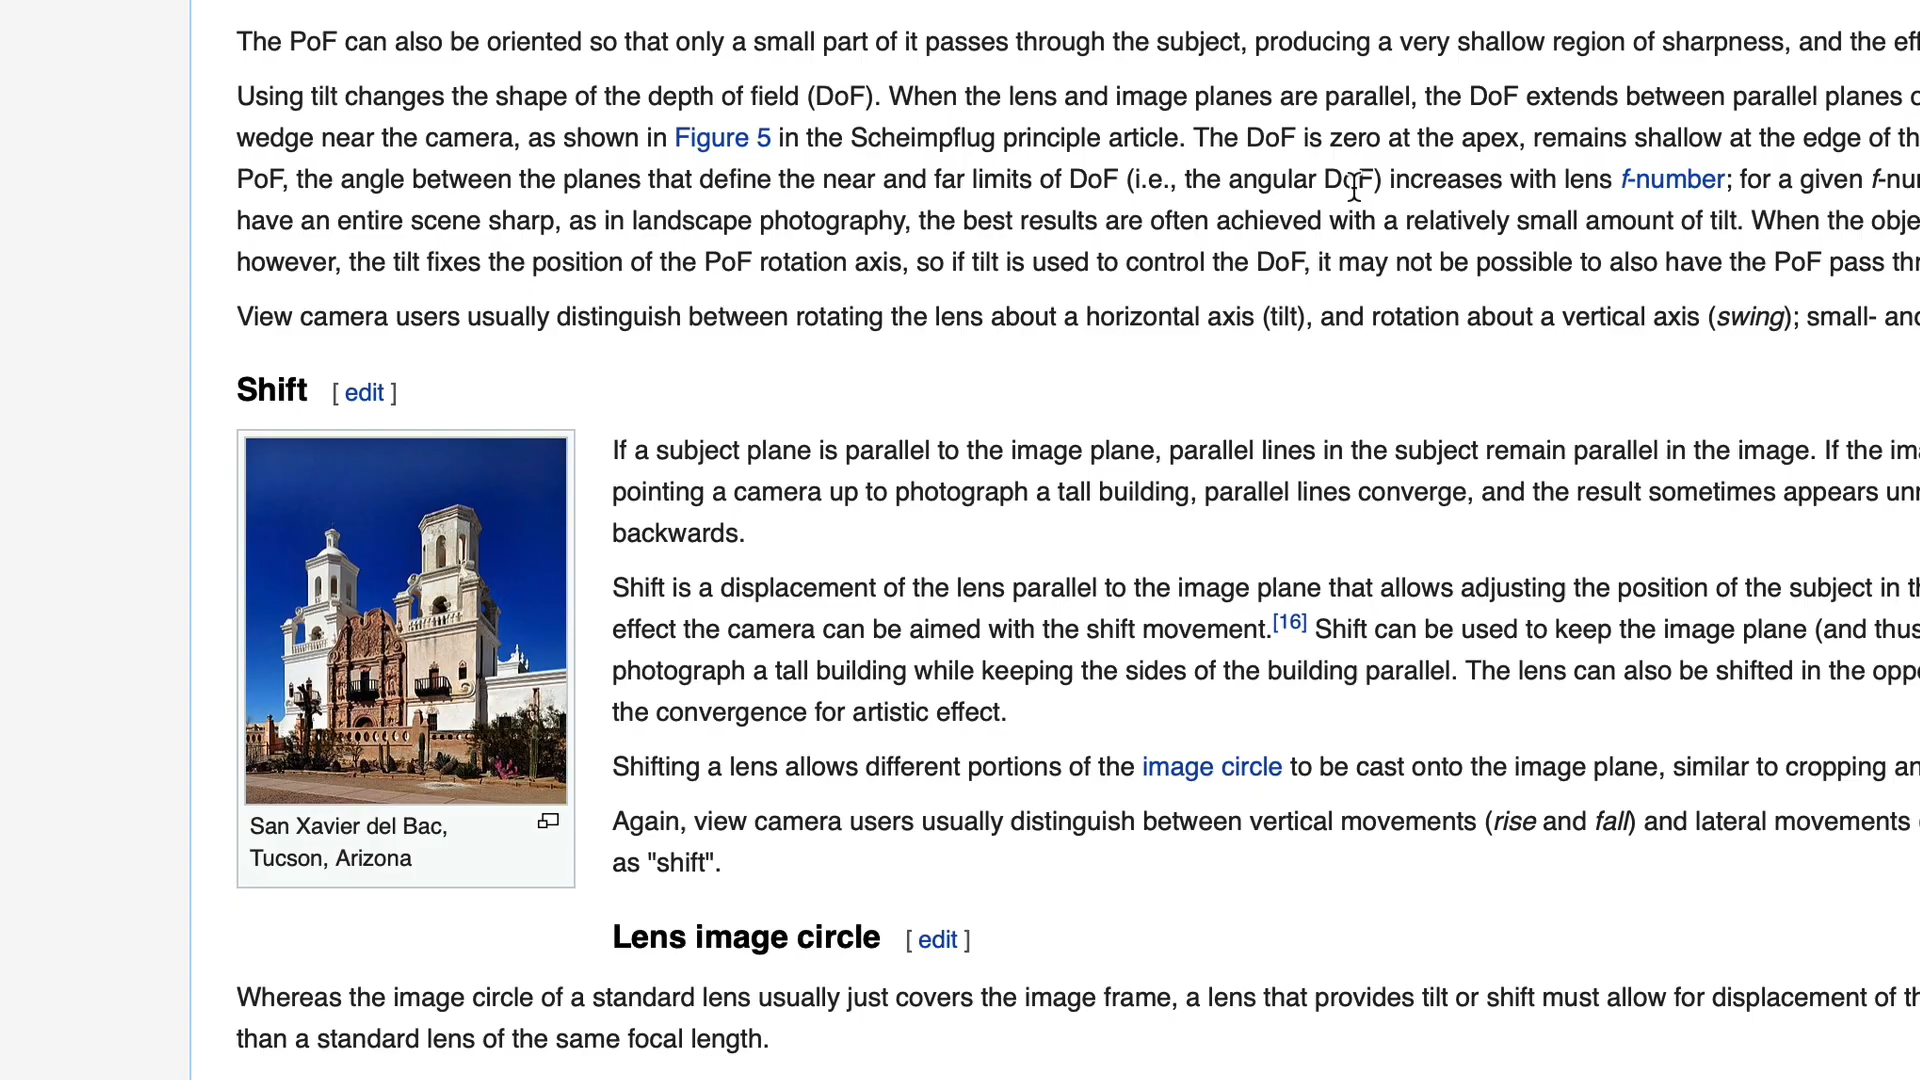 The PoF can also be oriented so that only a small part of it passes through the subject, producing a very shallow region of sharpness, and the
Using tilt changes the shape of the depth of field (DoF). When the lens and image planes are parallel, the DoF extends between parallel planes
wedge near the camera, as shown in Figure 5 in the Scheimpflug principle article. The DoF is zero at the apex, remains shallow at the edge of
PoF, the angle between the planes that define the near and far limits of DoF (i.e., the angular DoF) increases with lens f-number; for a given
have an entire scene sharp, as in landscape photography, the best results are often achieved with a relatively small amount of tilt. When the
however, the tilt fixes the position of the PoF rotation axis, so if tilt is used to control the DoF, it may not be possible to also have the PoF pass
View camera users usually distinguish between rotating the lens about a horizontal axis (tilt), and rotation about a vertical axis (swing); small-
Shift [ edit ]
If a subject plane is parallel to the image plane, parallel lines in the subject remain parallel in the image. If the
pointing a camera up to photograph a tall building, parallel lines converge, and the result sometimes appears
backwards.
Shift is a displacement of the lens parallel to the image plane that allows adjusting the position of the subject in
effect the camera can be aimed with the shift movement.[16] Shift can be used to keep the image plane (and thus
photograph a tall building while keeping the sides of the building parallel. The lens can also be shifted in the
the convergence for artistic effect.
Shifting a lens allows different portions of the image circle to be cast onto the image plane, similar to cropping
Again, view camera users usually distinguish between vertical movements (rise and fall) and lateral movements
as "shift".
San Xavier del Bac,
Tucson, Arizona
Lens image circle [ edit ]
Whereas the image circle of a standard lens usually just covers the image frame, a lens that provides tilt or shift must allow for displacement of
than a standard lens of the same focal length.